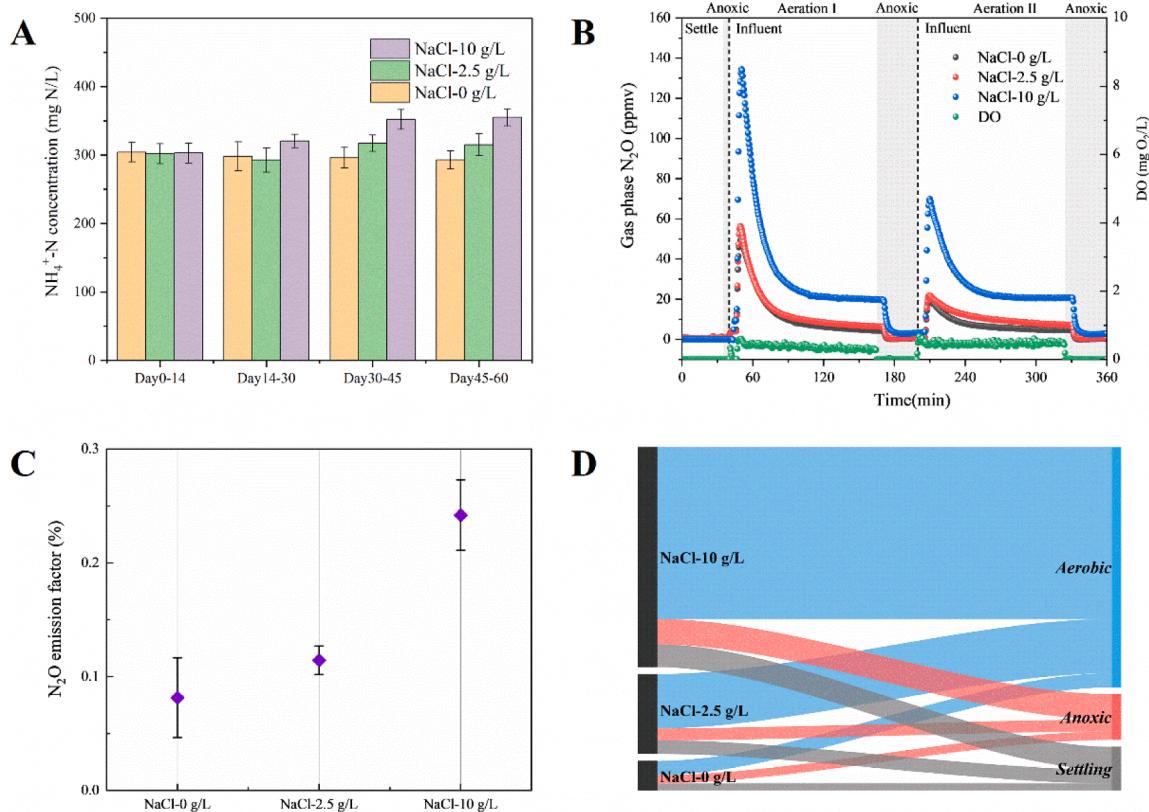 A
NH₄⁺-N concentration (mg N/L)
500
400
300
200
100
0
NaCl-10 g/L
NaCl-2.5 g/L
NaCl-0 g/L
Day0-14
Day14-30
Day30-45
Day45-60
B
Anoxic
Anoxic
Anoxic
Settle
Influent
Aeration I
Influent
Aeration II
NaCl-0 g/L
NaCl-2.5 g/L
NaCl-10 g/L
DO
Gas phase N₂O (ppmv)
160
140
120
100
80
60
40
20
0
DO (mg O₂/L)
10
8
6
4
2
0
0
60
120
180
240
300
360
Time(min)
C
N₂O emission factor (%)
0.3
0.2
0.1
0.0
NaCl-0 g/L
NaCl-2.5 g/L
NaCl-10 g/L
D
NaCl-10 g/L
Aerobic
NaCl-2.5 g/L
Anoxic
NaCl-0 g/L
Settling